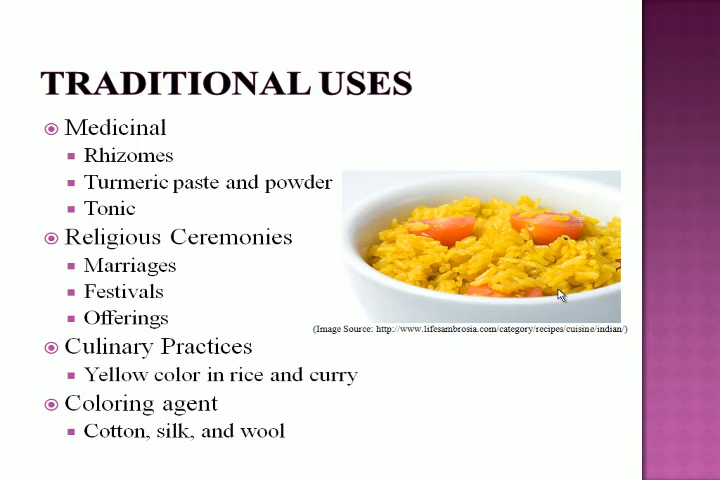 TRADITIONAL USES
Medicinal
Rhizomes
Turmeric paste and powder
Tonic
Religious Ceremonies
Marriages
Festivals
Offerings
(Image Source: http://www.lifesambrosia.com/category/recipes/cuisine/indian/)
Culinary Practices
Yellow color in rice and curry
Coloring agent
Cotton, silk, and wool